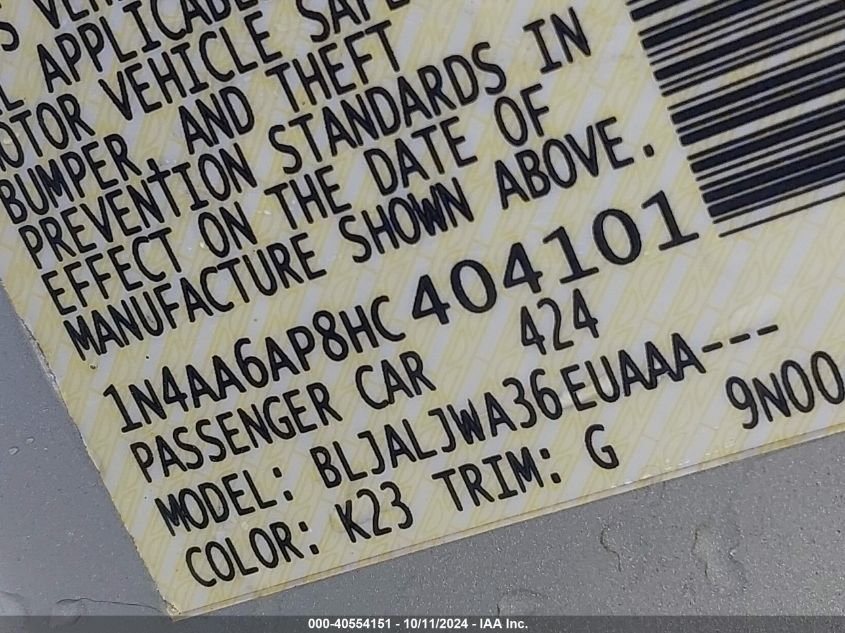 VEHICLE
APPLICABLE
MOTOR VEHICLE SAFE
BUMPER, AND THEFT
PREVENTION STANDARDS IN
EFFECT ON THE DATE OF
MANUFACTURE SHOWN ABOVE.
1N4AA6AP8HC404101
PASSENGER CAR 424
MODEL: BLJALJWA36EUAAA---
COLOR: K23 TRIM: G 9N00
000-40554151 - 10/11/2024 - IAA Inc.